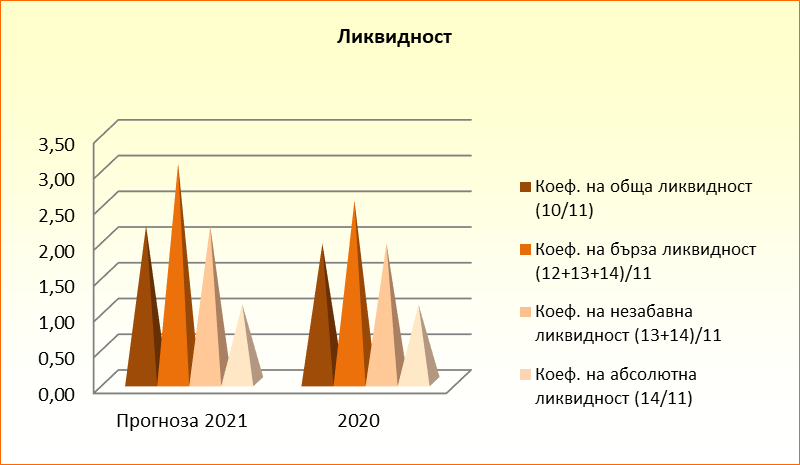 Ликвидност
3,50
3,00
2,50
2,00
1,50
1,00
0,50
0,00
Прогноза 2021
2020
Коеф. на обща ликвидност
(10/11)
Коеф. на бърза ликвидност
(12+13+14)/11
Коеф. на незабавна
ликвидност (13+14)/11
Коеф. на абсолютна
ликвидност (14/11)